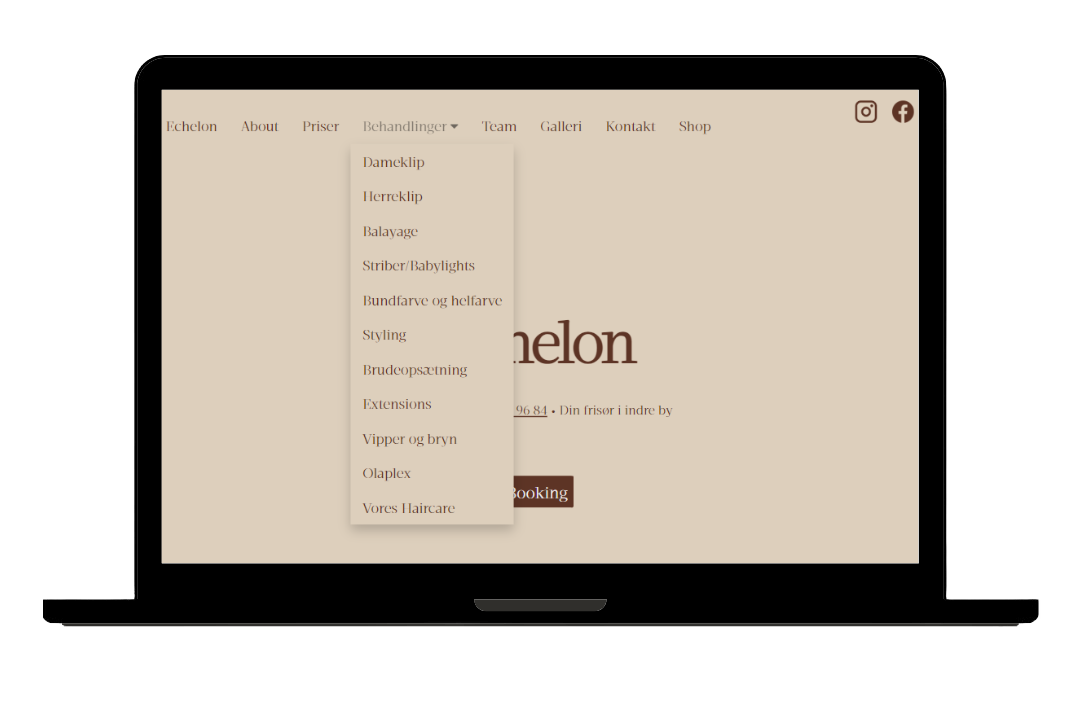 Echelon About Priser Behandlinger Team Galleri Kontakt Shop
Dameklip
Herreklip
Balayage
Striber/Babylights
Bundfarve og helfarve
Styling
Brudeopsætning
Extensions
Vipper og bryn
Olaplex
Vores Haircare
helon
96 84 • Din frisør i indre by
Booking